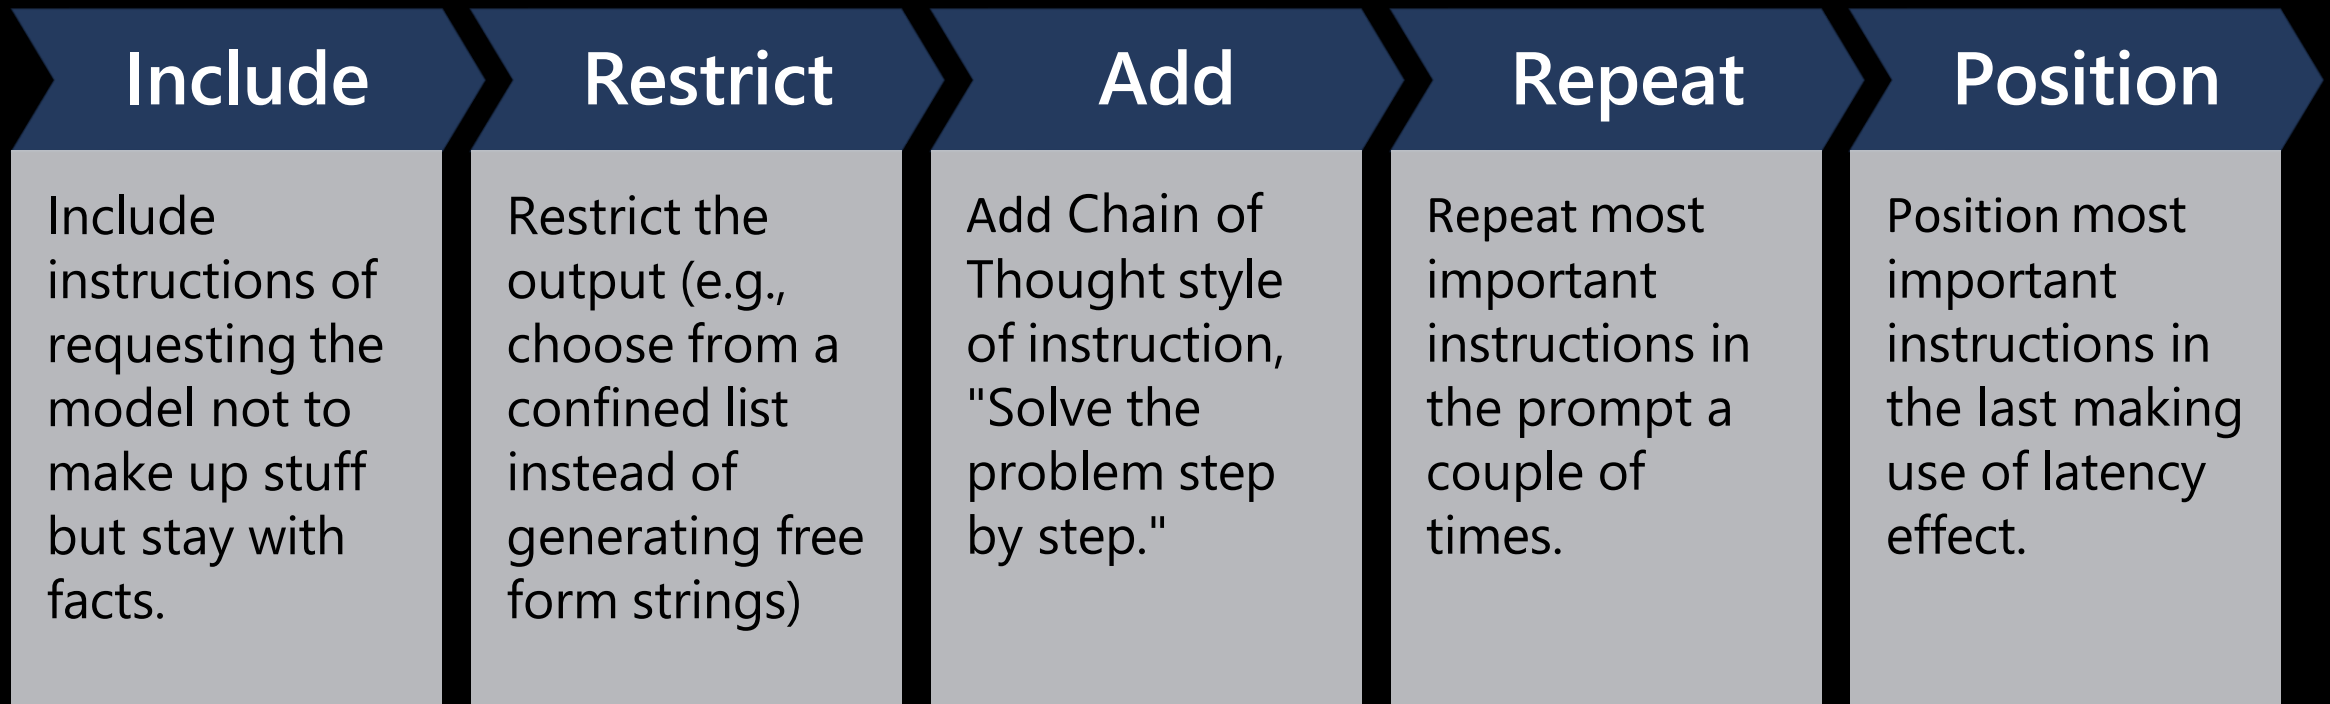 Include
Include
instructions of
requesting the
model not to
make up stuff
but stay with
facts.
Restrict
Restrict the
output (e.g.,
choose from a
confined list
instead of
generating free
form strings)
Add
Add Chain of
Thought style
of instruction,
"Solve the
problem step
by step."
Repeat
Repeat most
important
instructions in
the prompt a
couple of
times.
Position
Position most
important
instructions in
the last making
use of latency
effect.